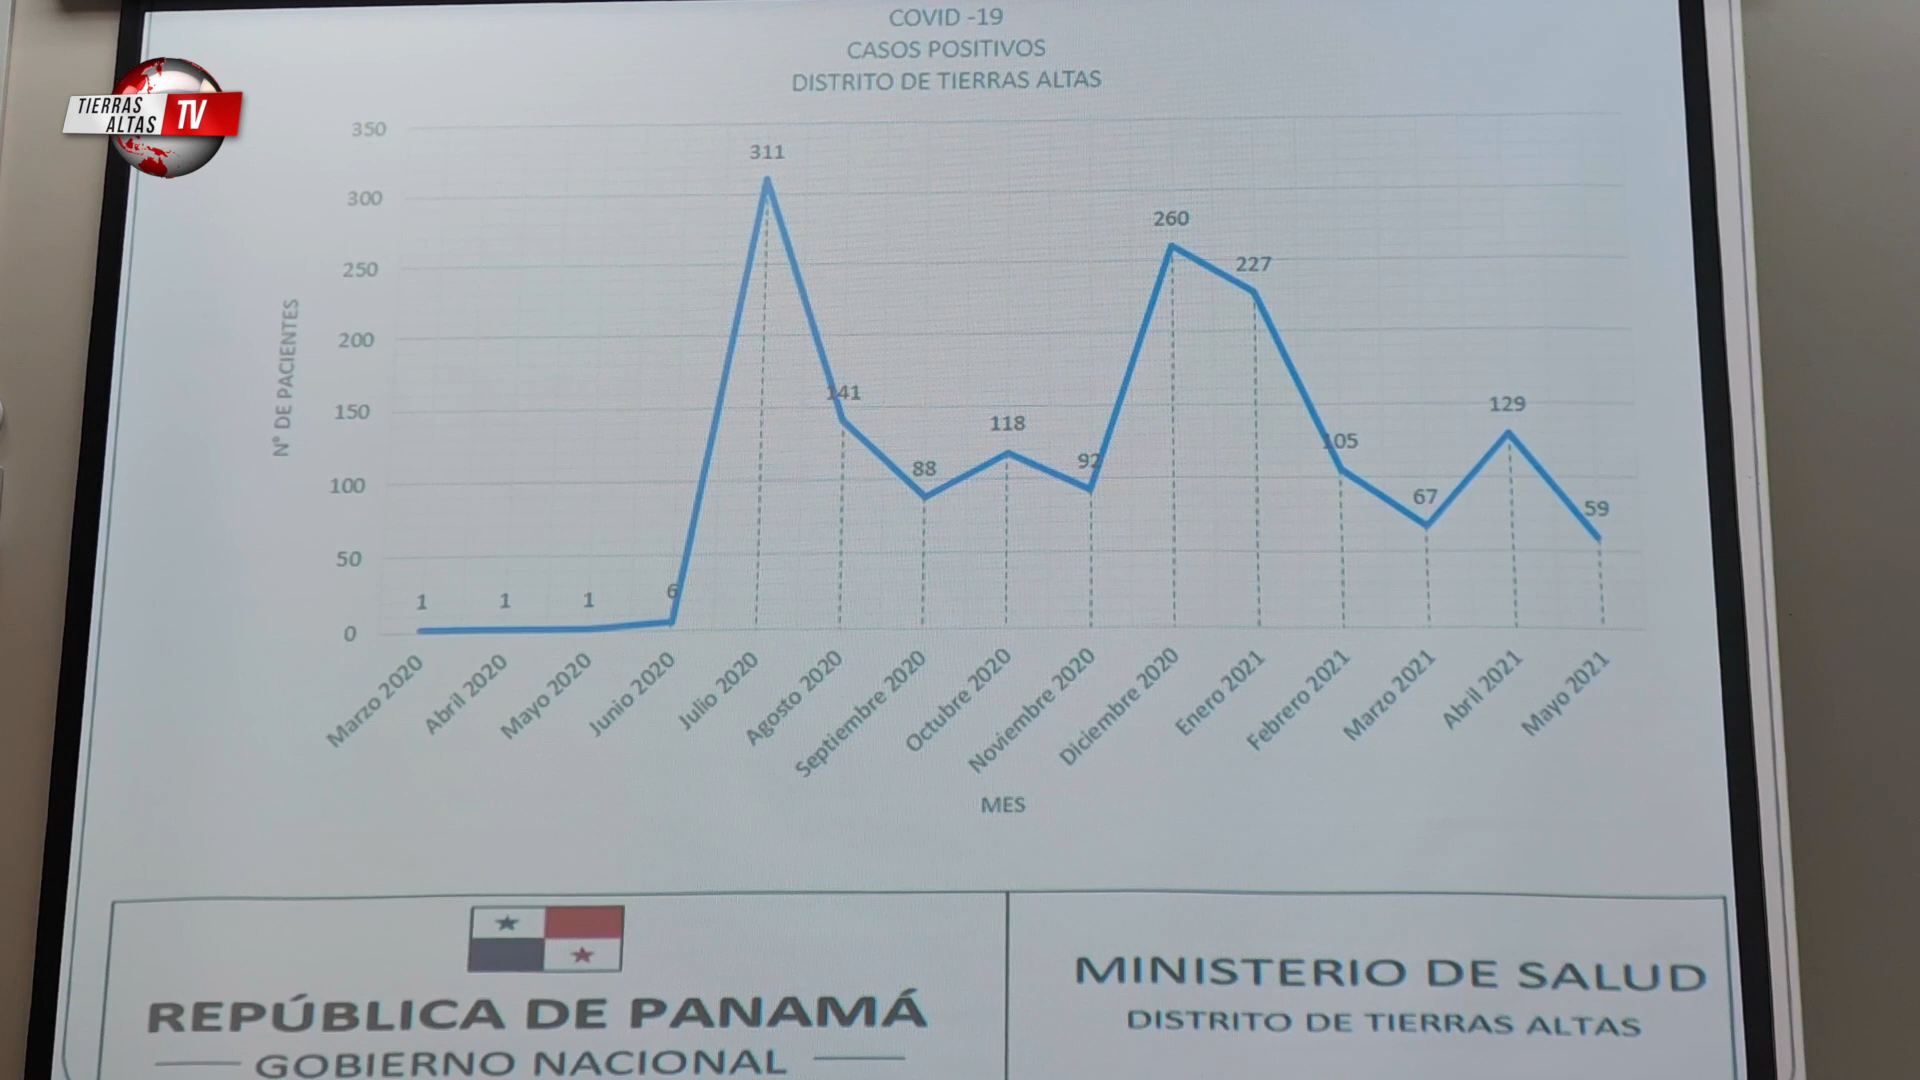 TIERRAS
ALTAS TV
COVID -19
CASOS POSITIVOS
DISTRITO DE TIERRAS ALTAS
350
300
250
200
150
100
50
0
N° DE PACIENTES
1
1
1
6
311
141
88
118
92
260
227
105
67
129
59
Marzo 2020
Abril 2020
Mayo 2020
Junio 2020
Julio 2020
Agosto 2020
Septiembre 2020
Octubre 2020
Noviembre 2020
Diciembre 2020
Enero 2021
Febrero 2021
Marzo 2021
Abril 2021
Mayo 2021
MES
REPÚBLICA DE PANAMÁ
GOBIERNO NACIONAL
MINISTERIO DE SALUD
DISTRITO DE TIERRAS ALTAS